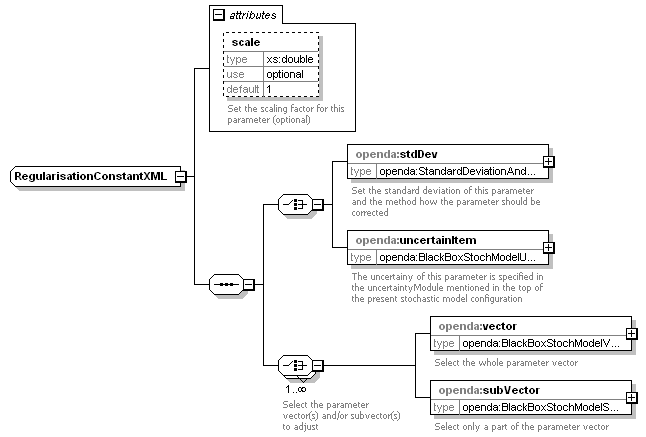 attributes
scale
type xs:double
use optional
default 1
Set the scaling factor for this
parameter (optional)
RegularisationConstantXML
openda:stdDev
type openda:StandardDeviationAnd...
Set the standard deviation of this parameter
and the method how the parameter should be
corrected
openda:uncertainItem
type openda:BlackBoxStochModelU...
The uncertainy of this parameter is specified in
the uncertaintyModule mentioned in the top of
the present stochastic model configuration
openda:vector
type openda:BlackBoxStochModelV...
Select the whole parameter vector
1..∞
Select the parameter
vector(s) and/or subvector(s)
to adjust
openda:subVector
type openda:BlackBoxStochModelS...
Select only a part of the parameter vector